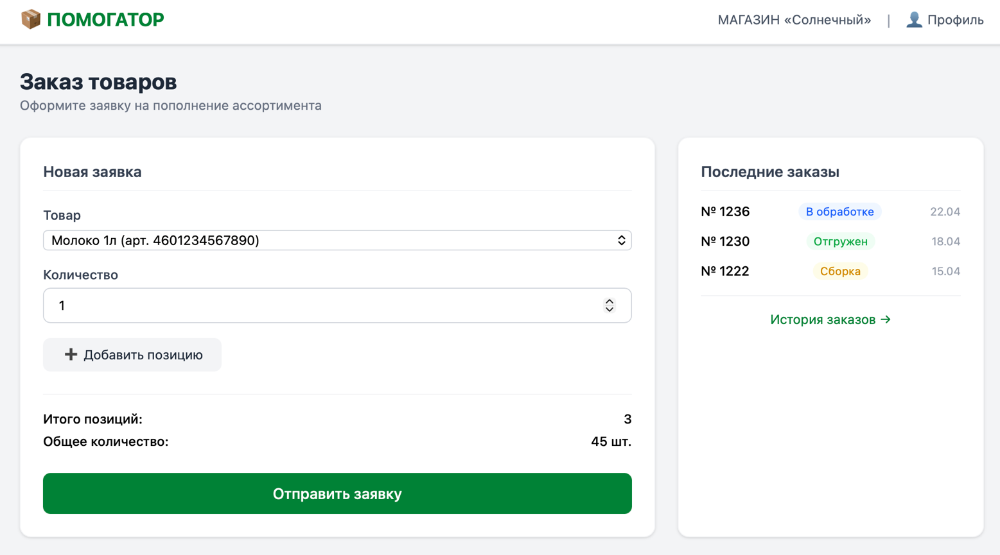 ПОМОГАТОР
МАГАЗИН «Солнечный» | Профиль
Заказ товаров
Оформите заявку на пополнение ассортимента
Новая заявка
Товар
Молоко 1л (арт. 4601234567890)
Количество
1
+ Добавить позицию
Итого позиций: 3
Общее количество: 45 шт.
Отправить заявку
Последние заказы
№ 1236 В обработке 22.04
№ 1230 Отгружен 18.04
№ 1222 Сборка 15.04
История заказов →